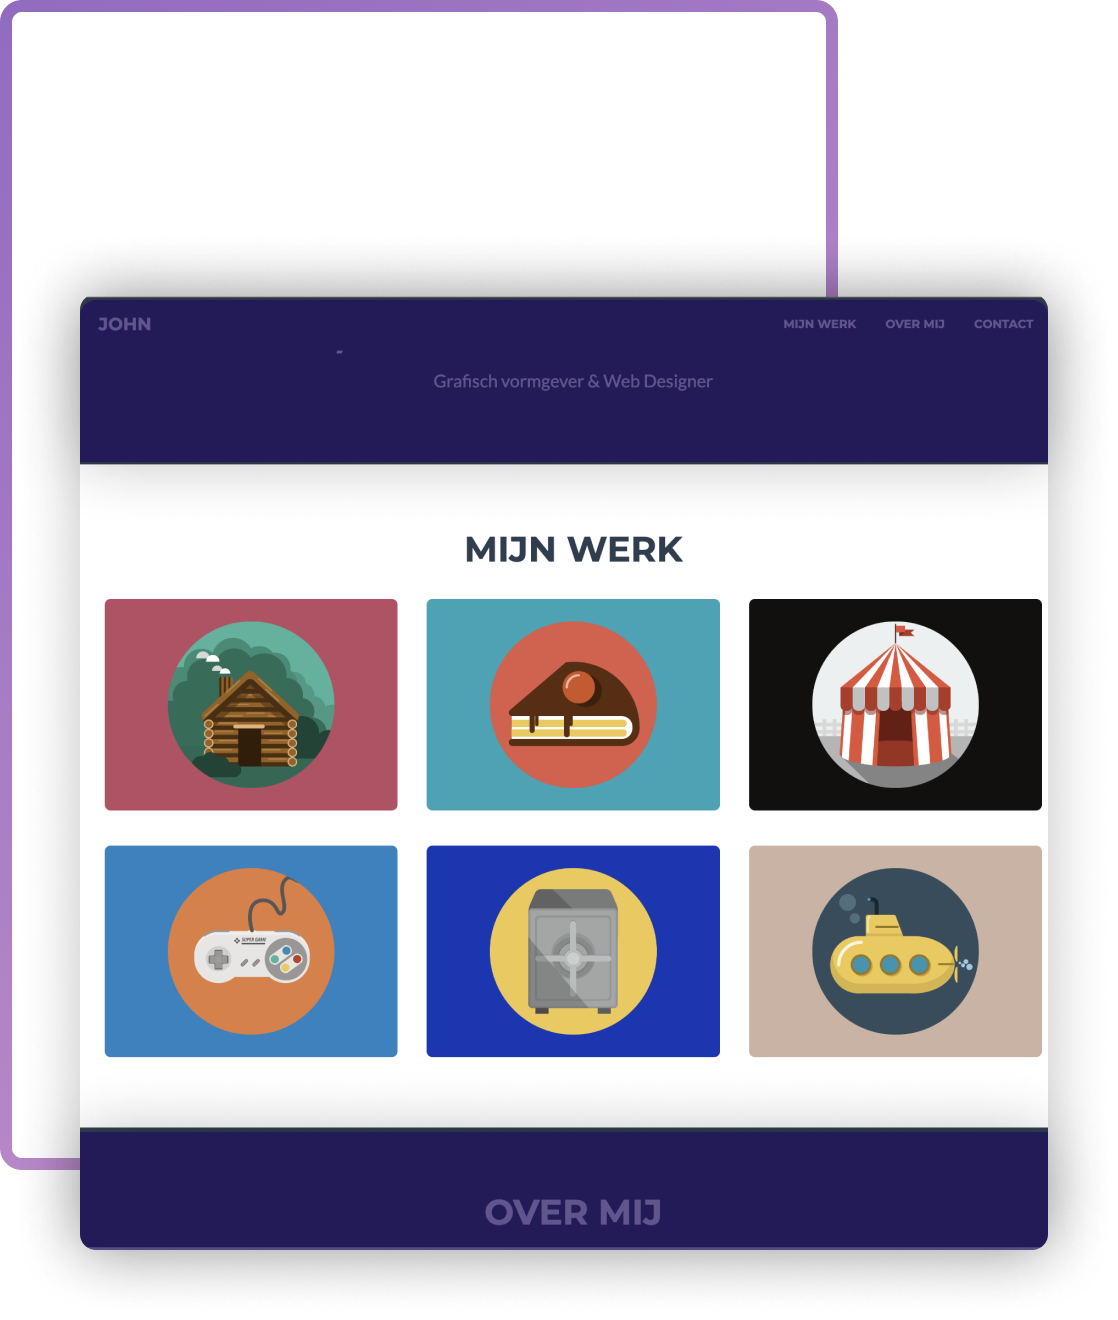 JOHN
MIJN WERK
OVER MIJ
CONTACT
Grafisch vormgever & Web Designer
MIJN WERK
SUPER GAME
OVER MIJ